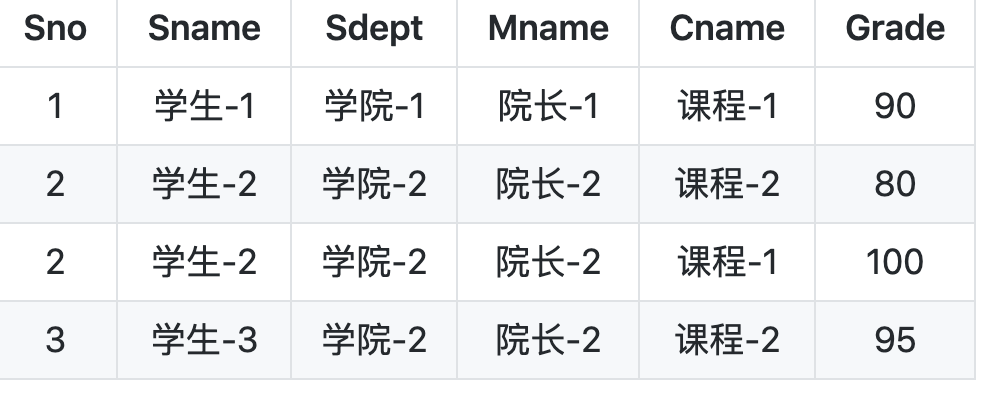 Sno Sname Sdept Mname Cname Grade
1 学生-1 学院-1 院长-1 课程-1 90
2 学生-2 学院-2 院长-2 课程-2 80
2 学生-2 学院-2 院长-2 课程-1 100
3 学生-3 学院-2 院长-2 课程-2 95